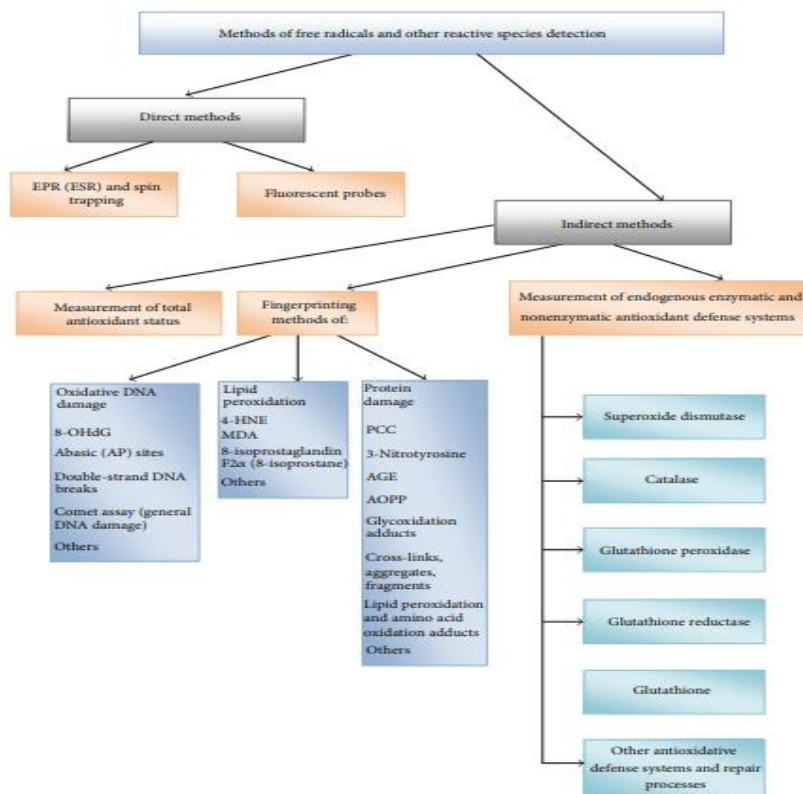 Methods of free radicals and other reactive species detection
Direct methods
EPR (ESR) and spin
trapping
Fluorescent probes
Indirect methods
Measurement of total
antioxidant status
Fingerprinting
methods of:
Measurement of endogenous enzymatic and
nonenzymatic antioxidant defense systems
Oxidative DNA
damage
8-OHdG
Abasic (AP) sites
Double-strand DNA
breaks
Comet assay (general
DNA damage)
Others
Lipid
peroxidation
4-HNE
MDA
8-isoprostaglandin
F2α (8-isoprostane)
Others
Protein
damage
PCC
3-Nitrotyrosine
AGE
AOPP
Glycoxidation
adducts
Cross-links,
aggregates,
fragments
Lipid peroxidation
and amino acid
oxidation adducts
Others
Superoxide dismutase
Catalase
Glutathione peroxidase
Glutathione reductase
Glutathione
Other antioxidative
defense systems and repair
processes